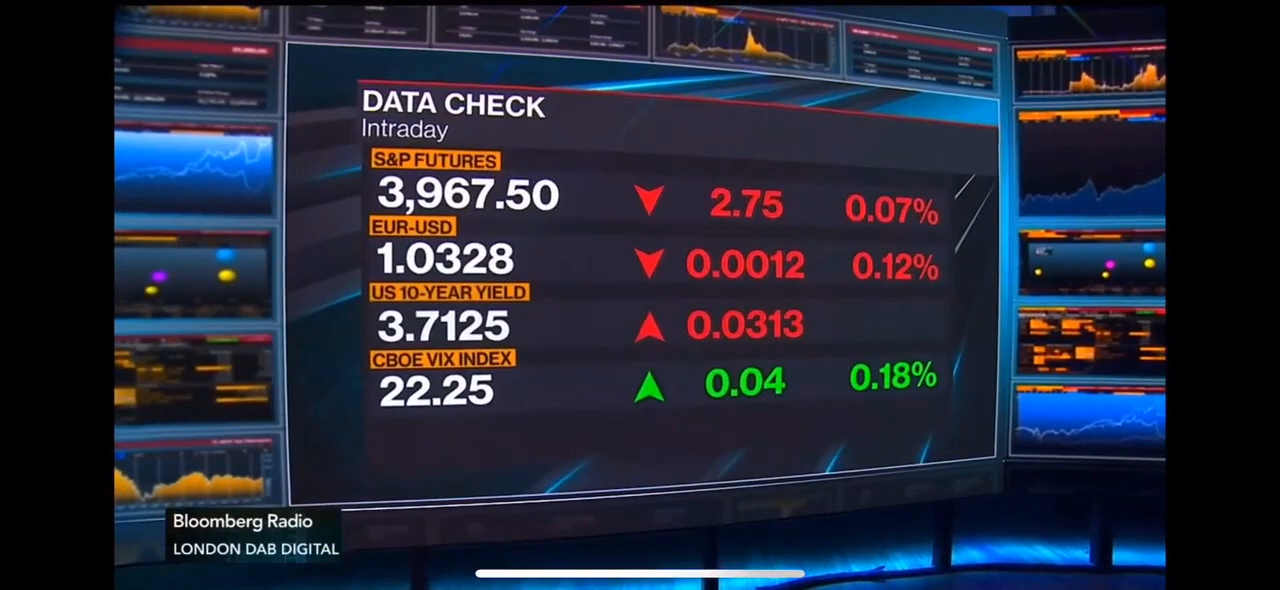 DATA CHECK
Intraday
S&P FUTURES
3,967.50 2.75 0.07%
EUR-USD
1.0328 0.0012 0.12%
US 10-YEAR YIELD
3.7125 0.0313
CBOE VIX INDEX
22.25 0.04 0.18%
Bloomberg Radio
LONDON DAB DIGITAL